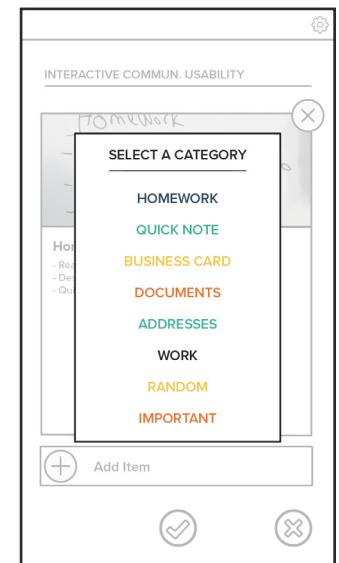 INTERACTIVE COMMUN. USABILITY
Homework
SELECT A CATEGORY
HOMEWORK
QUICK NOTE
BUSINESS CARD
DOCUMENTS
ADDRESSES
WORK
RANDOM
IMPORTANT
Add Item